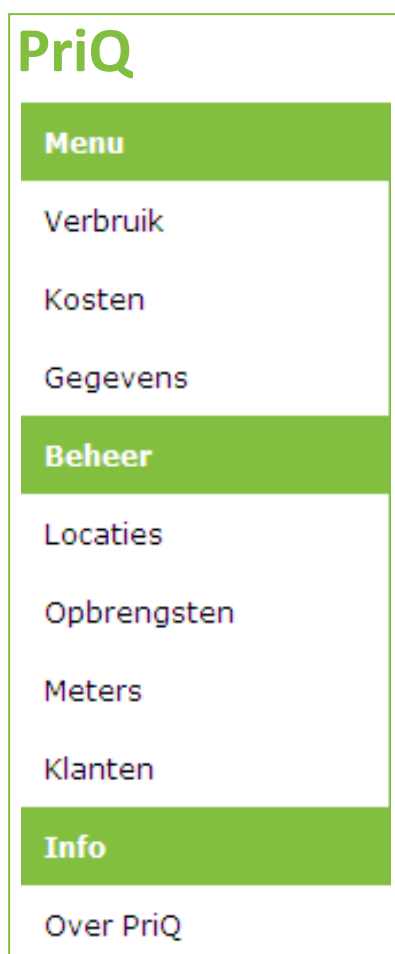 PriQ
Menu
Verbruik
Kosten
Gegevens
Beheer
Locaties
Opbrengsten
Meters
Klanten
Info
Over PriQ